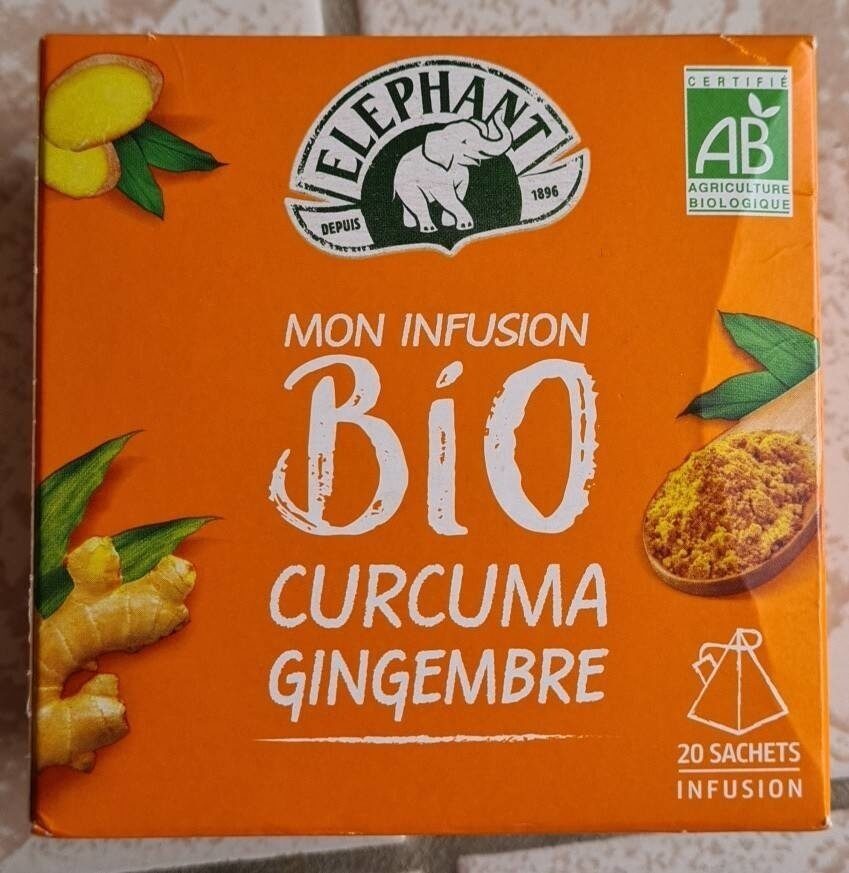 ELEPHANT
DEPUIS 1896
CERTIFIÉ
AB
AGRICULTURE
BIOLOGIQUE
MON INFUSION
BIO
CURCUMA
GINGEMBRE
20 SACHETS
INFUSION